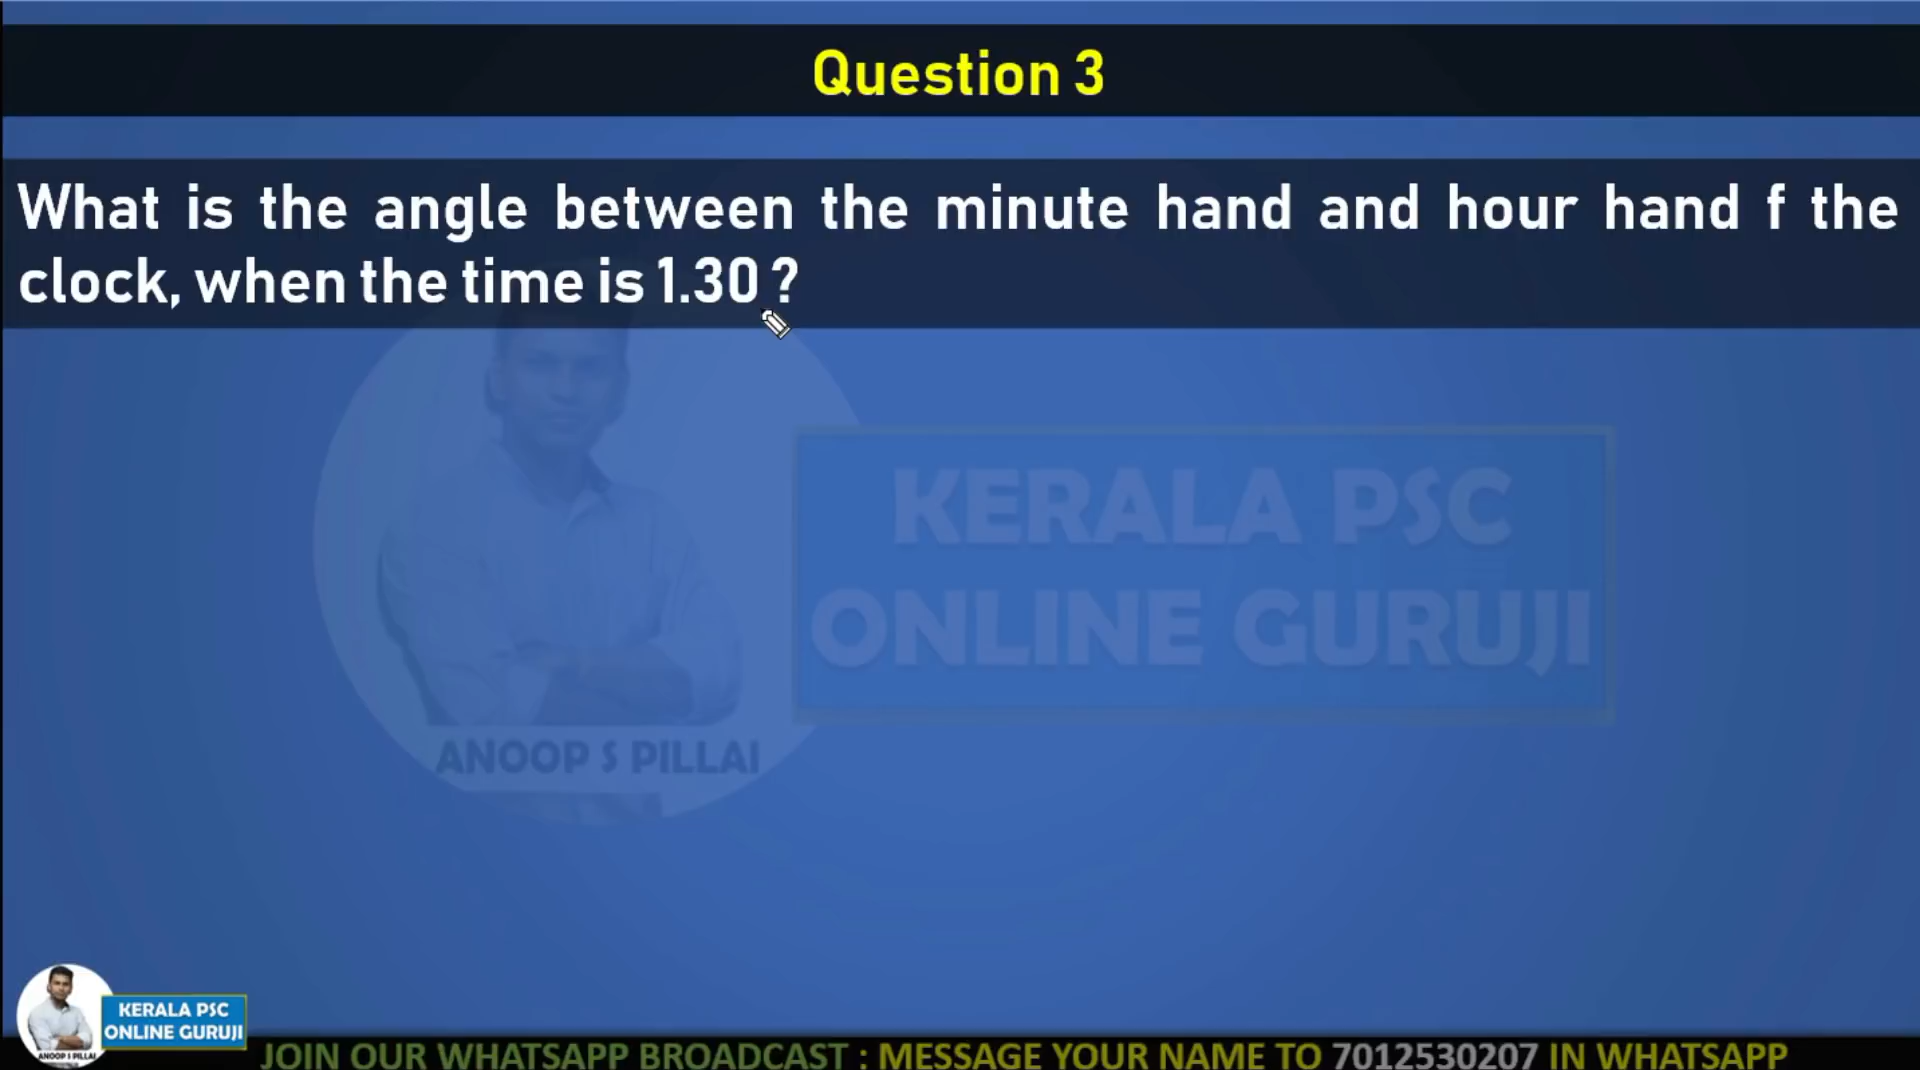 Question 3
What is the angle between the minute hand and hour hand f the
clock, when the time is 1.30 ?
KERALA PSC
ONLINE GURUJI
ANOOP S PILLAI
KERALA PSC
ONLINE GURUJI
ANOOP S PILLAI
JOIN OUR WHATSAPP BROADCAST : MESSAGE YOUR NAME TO 7012530207 IN WHATSAPP